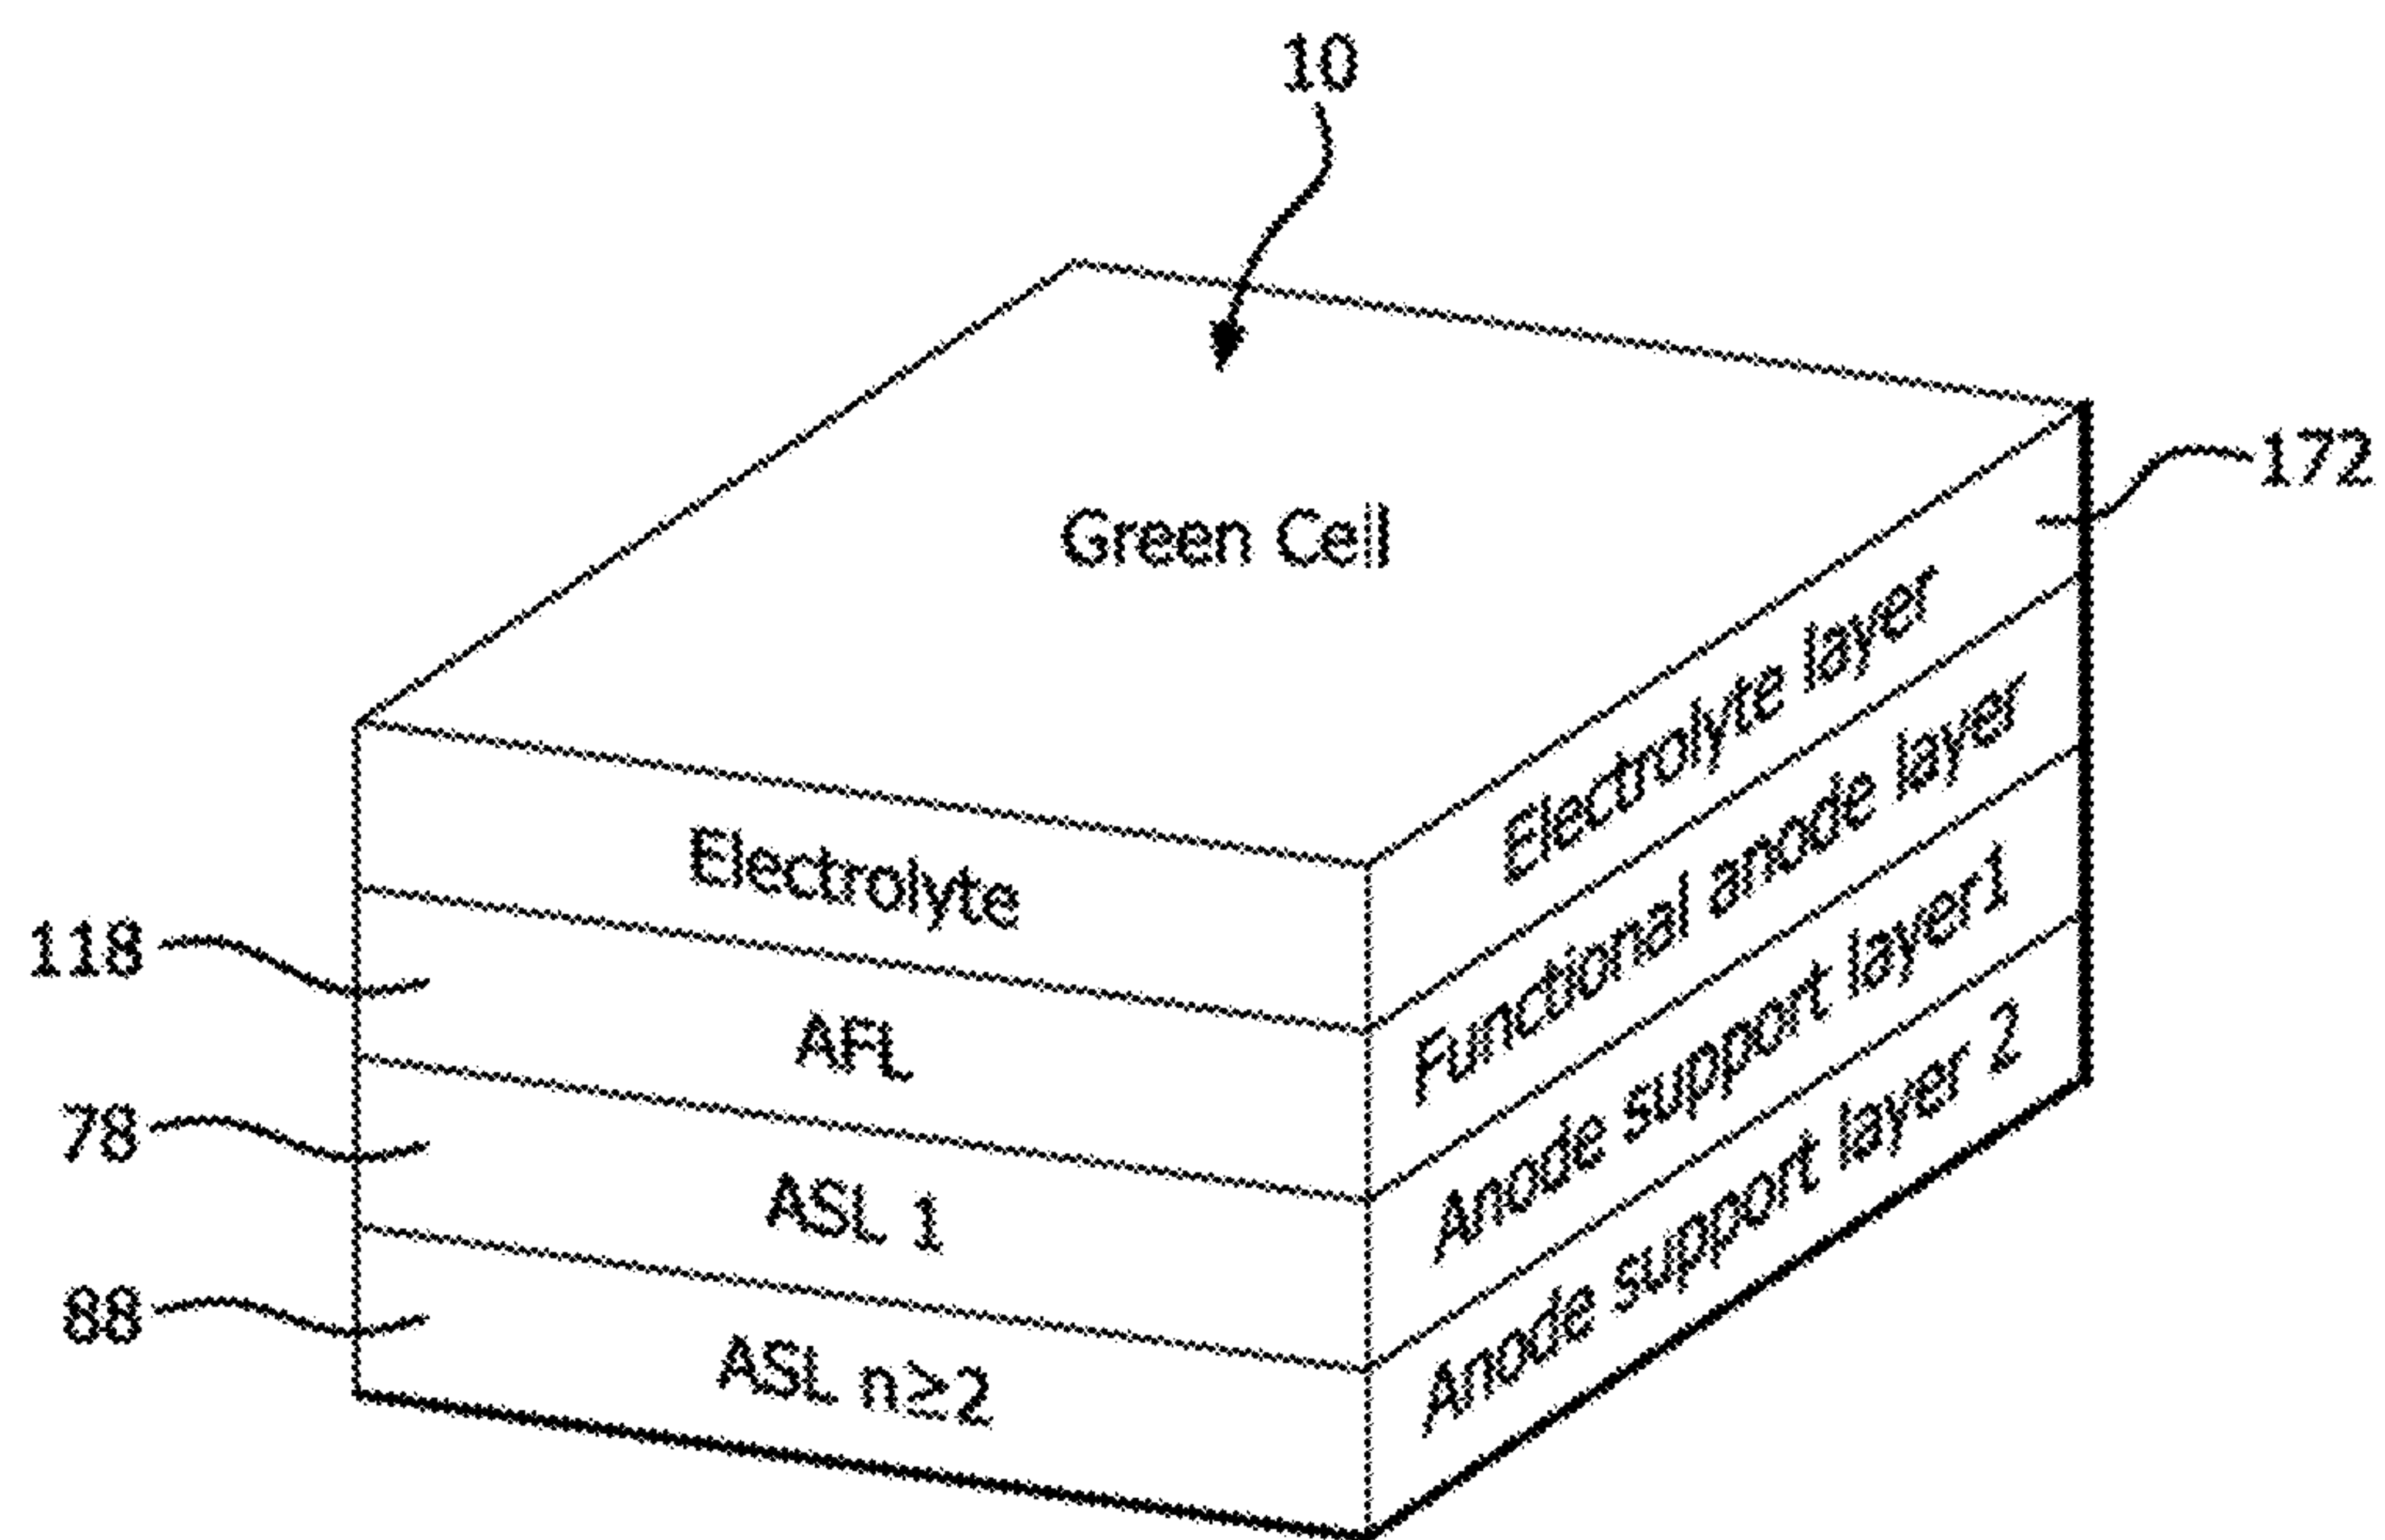 10
172
Green Cell
Electrolyte
Electrolyte layer
118
AFL
Functional anode layer
78
ASL 1
Anode support layer1
88
ASL n≥2
Anode support layer 2